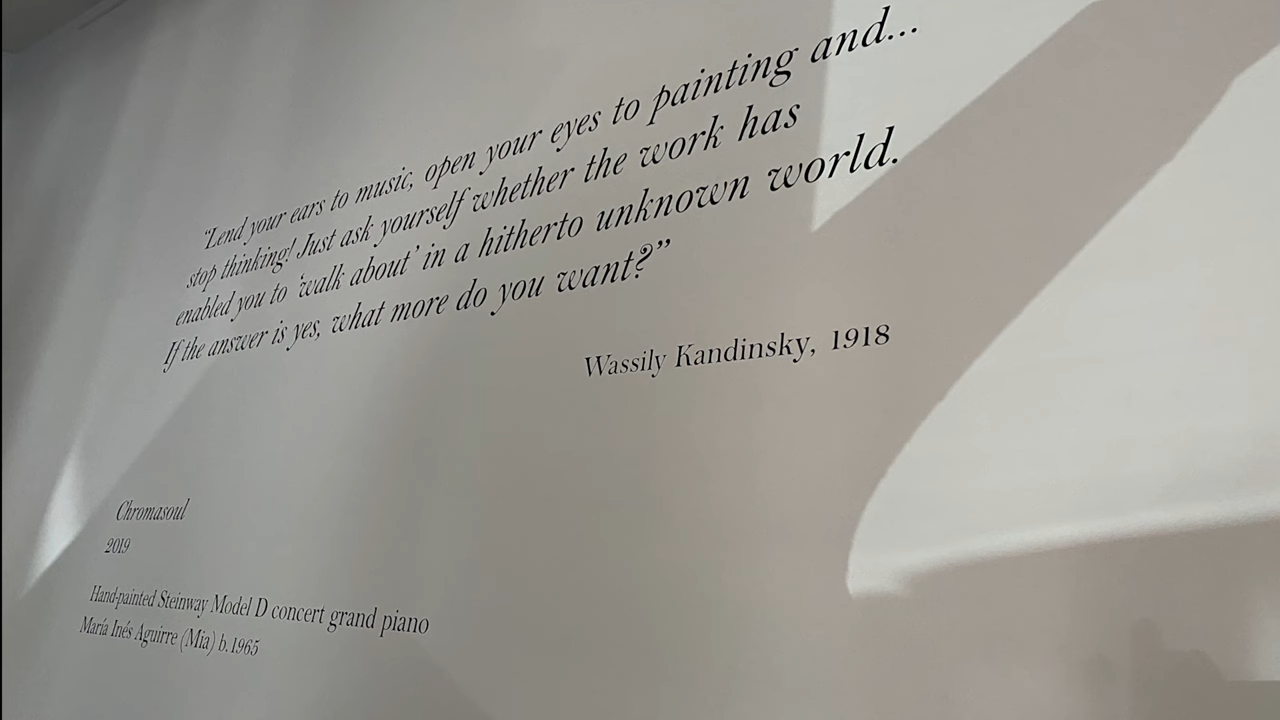 “Lend your ears to music, open your eyes to painting and...
stop thinking! Just ask yourself whether the work has
enabled you to ‘walk about’ in a hitherto unknown world.
If the answer is yes, what more do you want?”
Wassily Kandinsky, 1918
Chromasoul
2019
Hand-painted Steinway Model D concert grand piano
María Inés Aguirre (Mia) b.1965